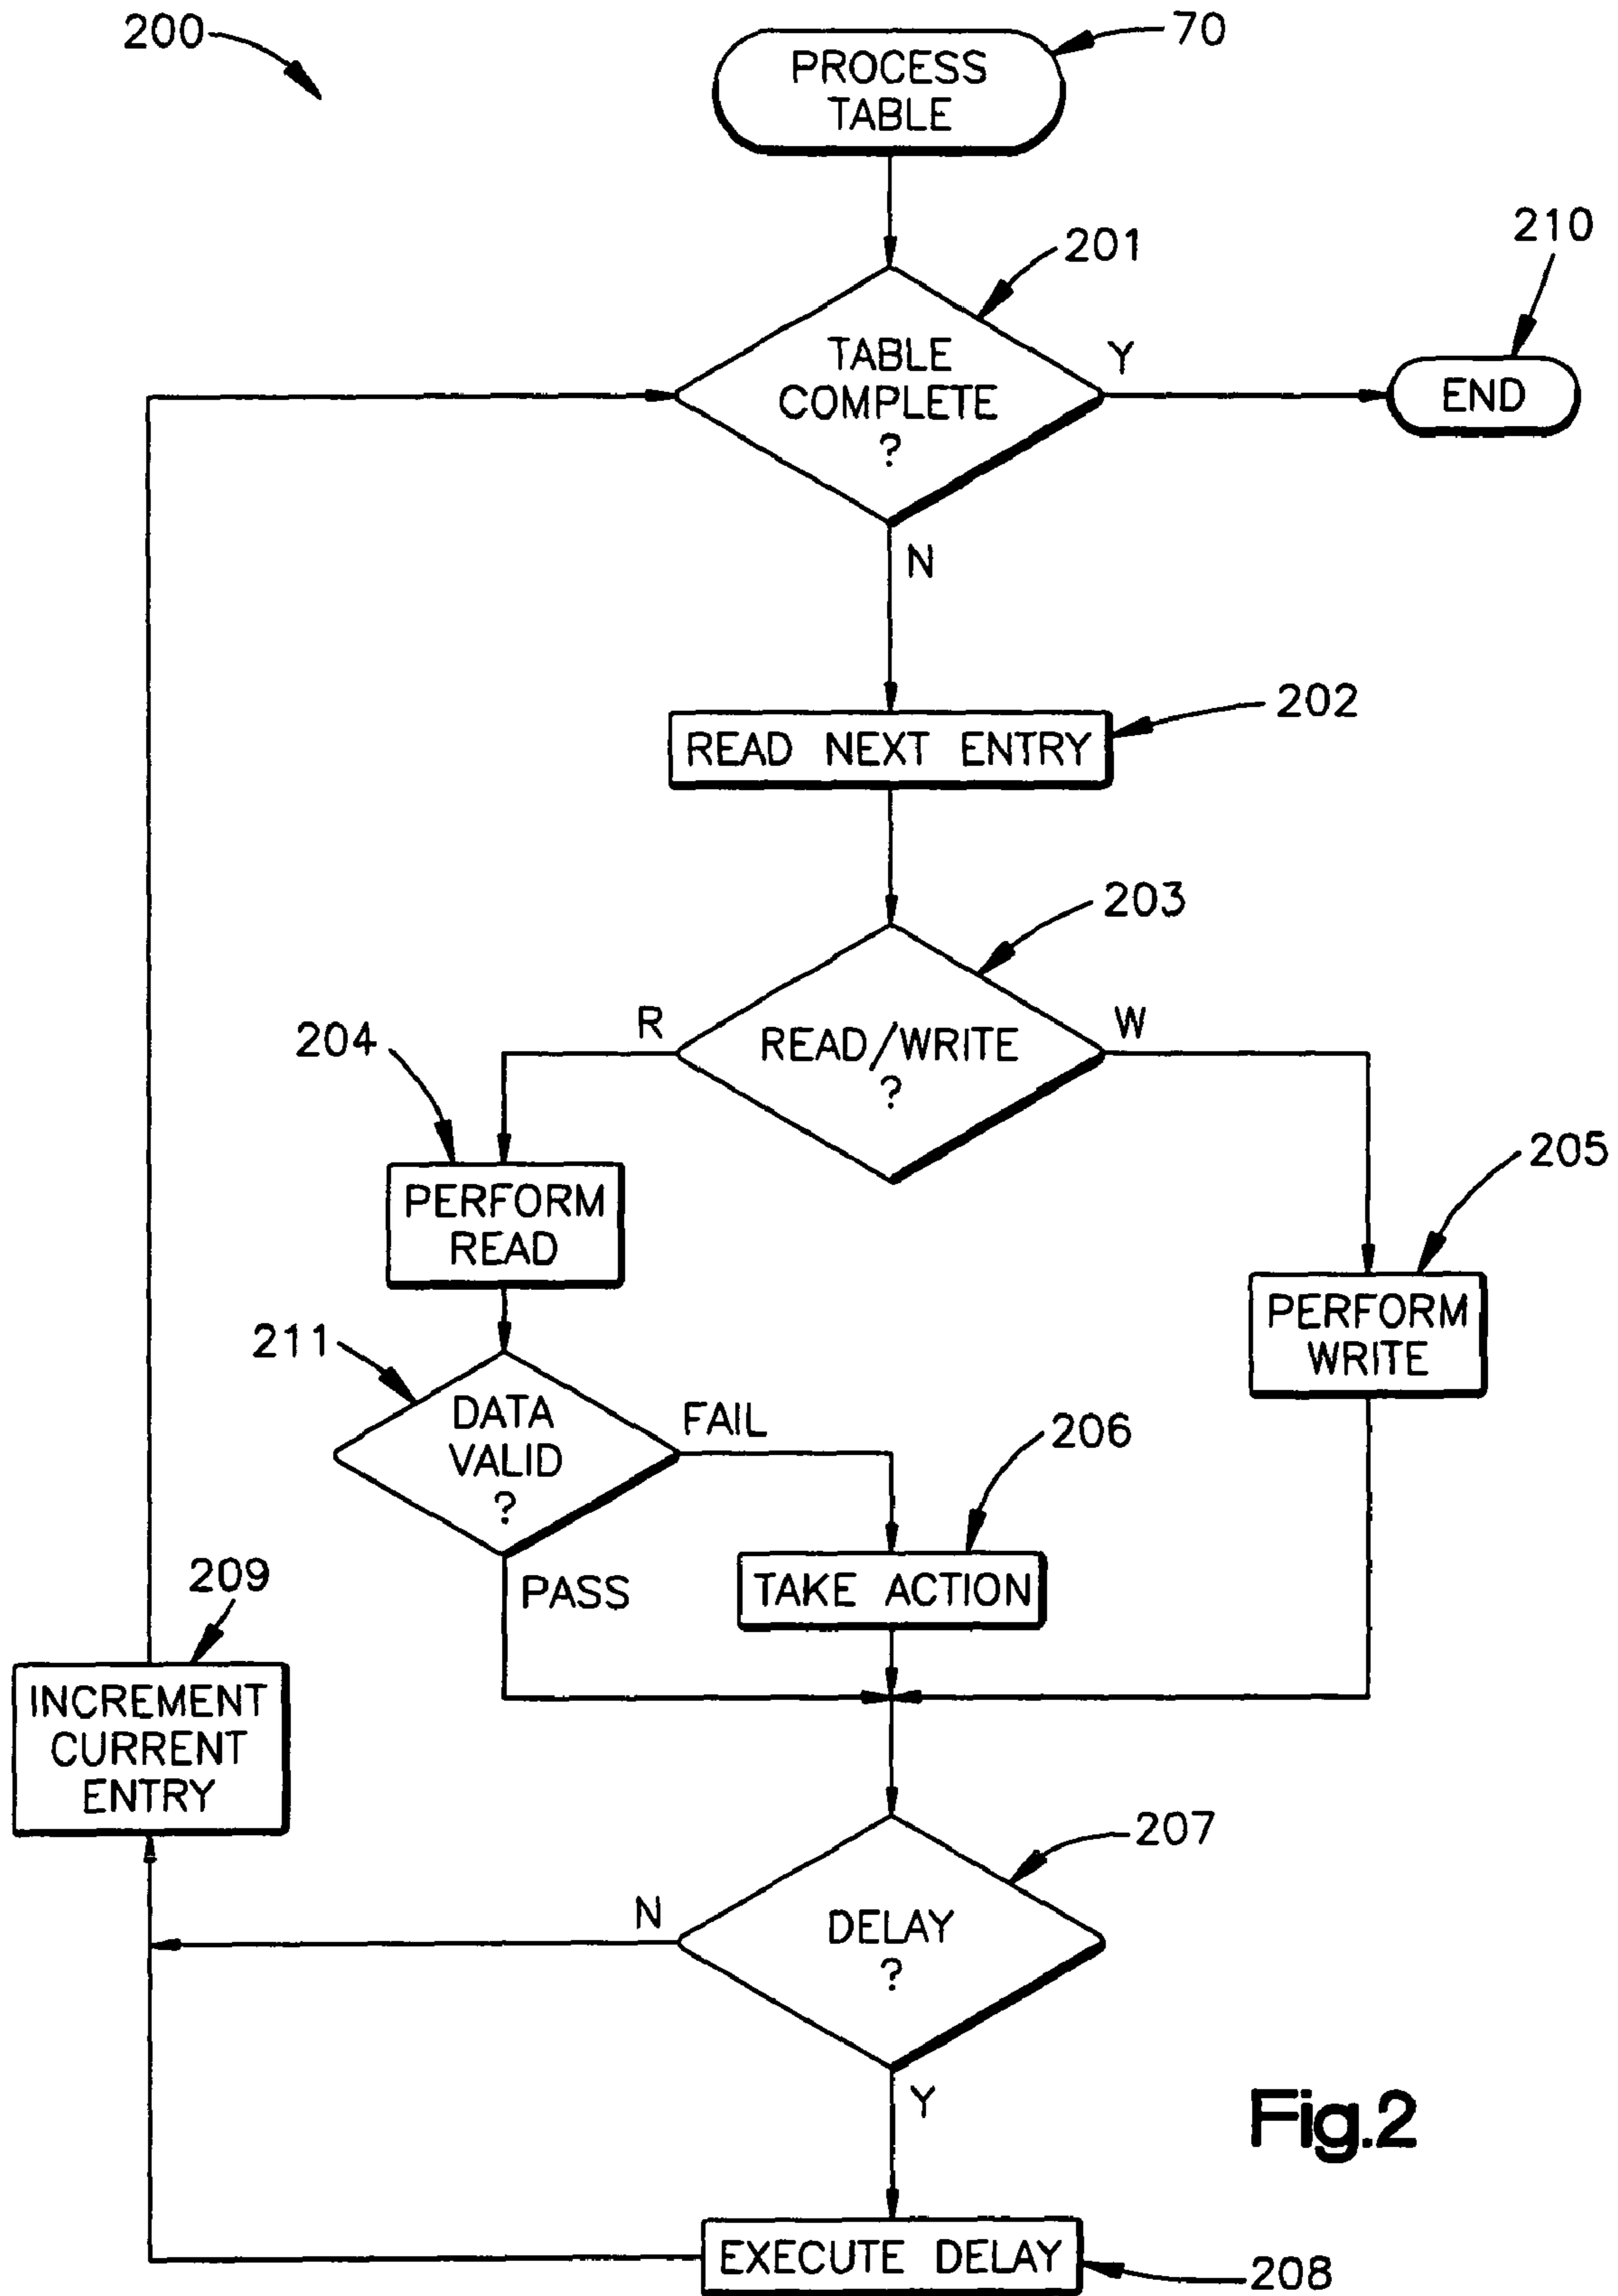 200
70
PROCESS
TABLE
201
210
TABLE
COMPLETE
?
Y
END
N
202
READ NEXT ENTRY
203
R
READ/WRITE
?
W
204
205
PERFORM
READ
PERFORM
WRITE
211
DATA
VALID
?
FAIL
206
PASS
TAKE ACTION
209
INCREMENT
CURRENT
ENTRY
207
N
DELAY
?
Y
Fig.2
EXECUTE DELAY
208